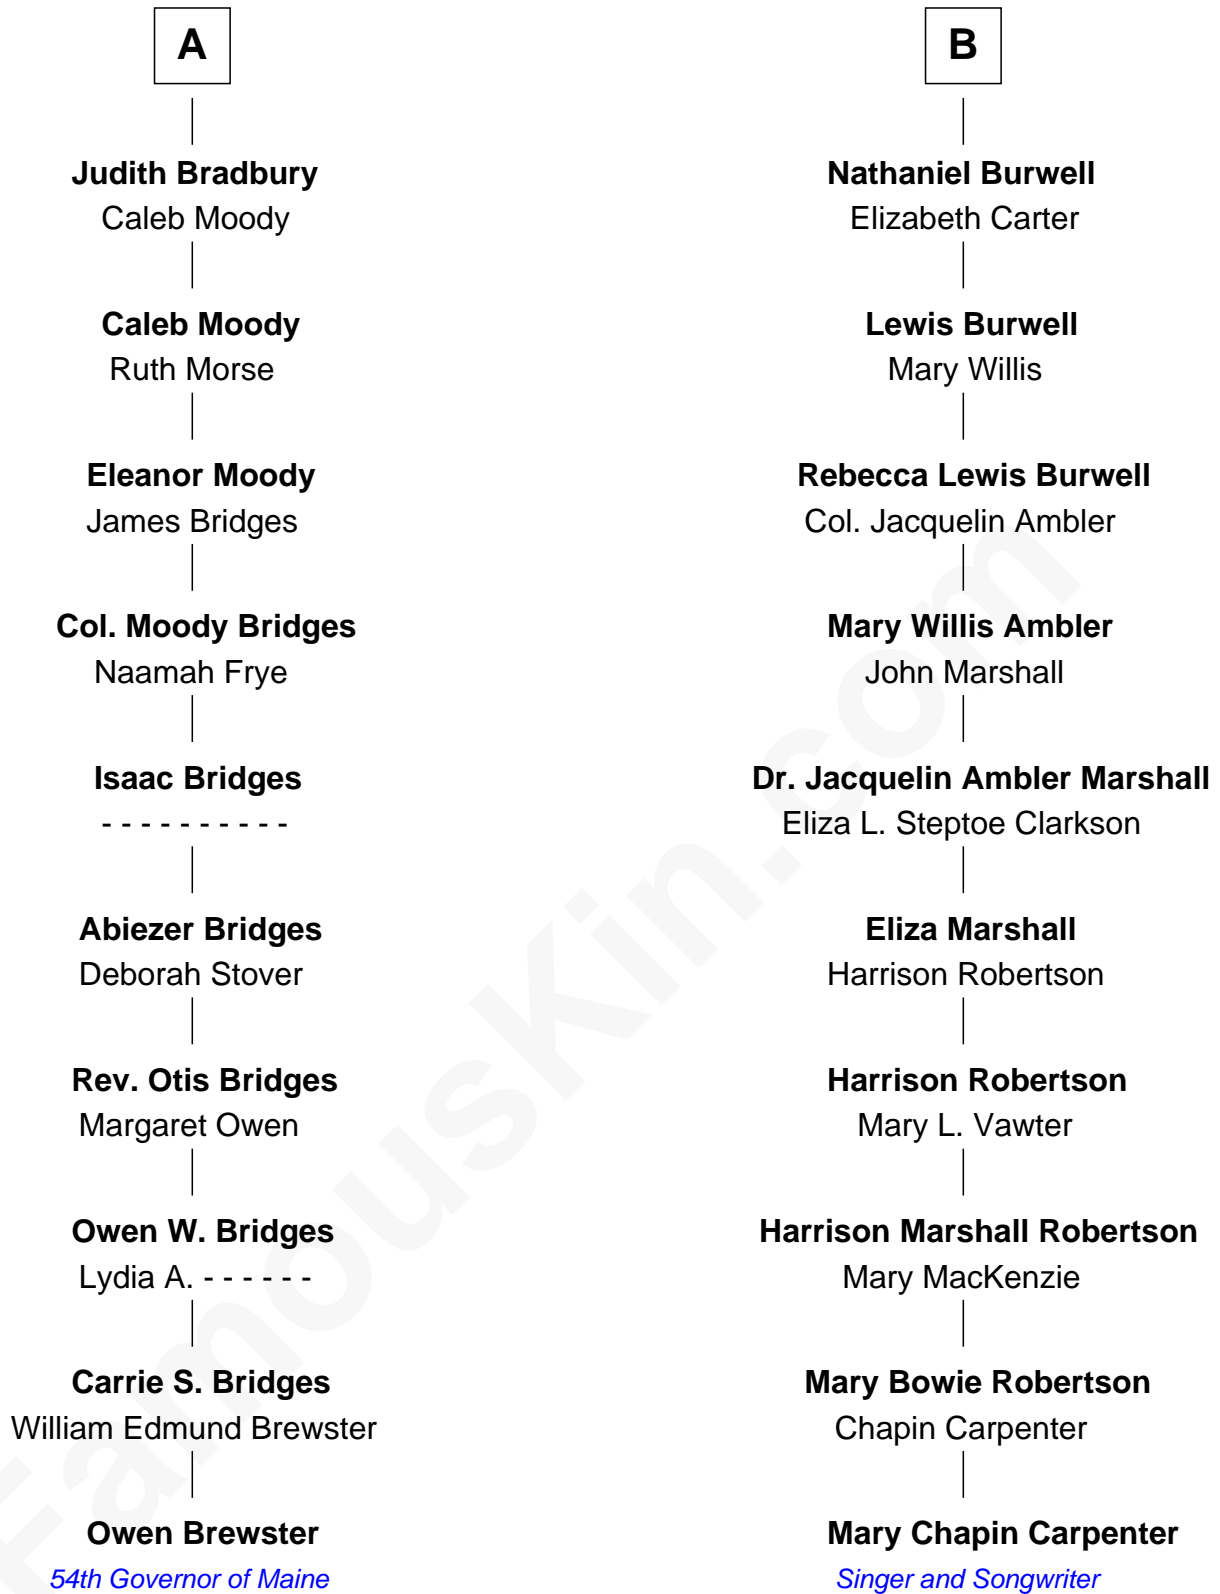 A
Judith Bradbury
Caleb Moody
Caleb Moody
Ruth Morse
Eleanor Moody
James Bridges
Col. Moody Bridges
Naamah Frye
Isaac Bridges
- - - - - - - - - -
Abiezer Bridges
Deborah Stover
Rev. Otis Bridges
Margaret Owen
Owen W. Bridges
Lydia A. - - - - - -
Carrie S. Bridges
William Edmund Brewster
Owen Brewster
54th Governor of Maine
B
Nathaniel Burwell
Elizabeth Carter
Lewis Burwell
Mary Willis
Rebecca Lewis Burwell
Col. Jacquelin Ambler
Mary Willis Ambler
John Marshall
Dr. Jacquelin Ambler Marshall
Eliza L. Steptoe Clarkson
Eliza Marshall
Harrison Robertson
Harrison Robertson
Mary L. Vawter
Harrison Marshall Robertson
Mary MacKenzie
Mary Bowie Robertson
Chapin Carpenter
Mary Chapin Carpenter
Singer and Songwriter
FamousKin.com